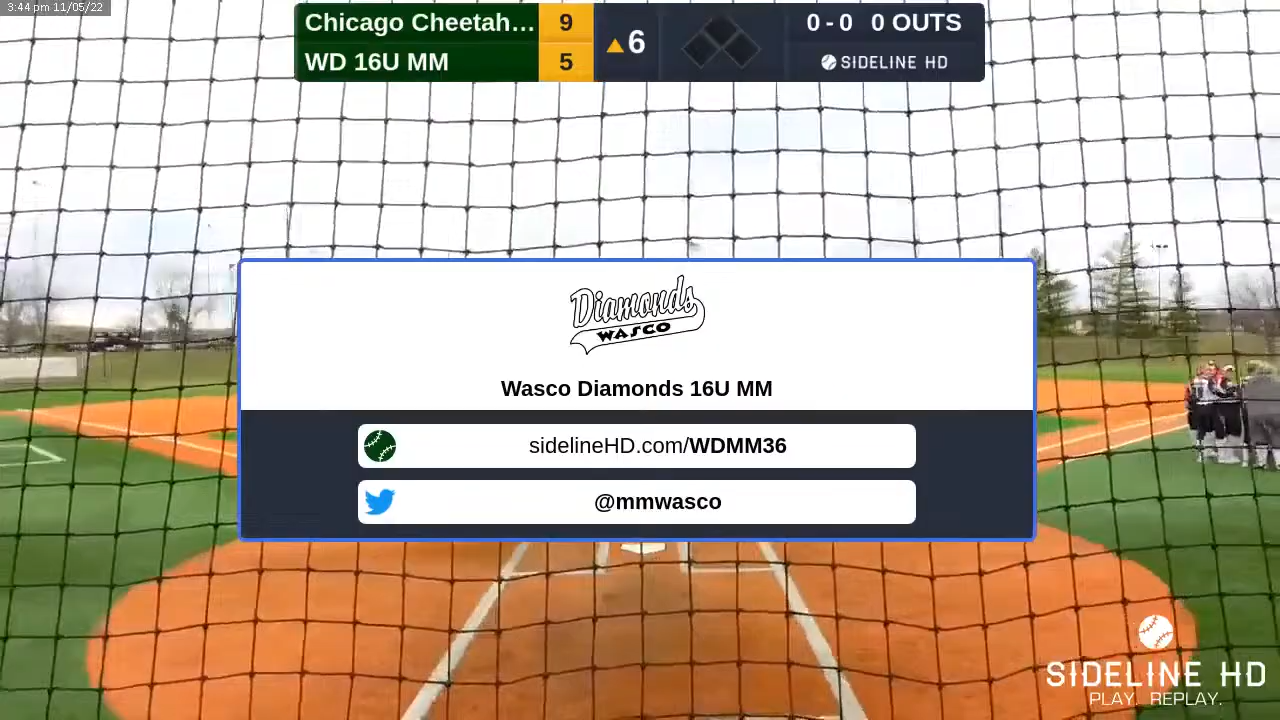 3:44 pm 11/05/22
Chicago Cheetah... 9
WD 16U MM 5
▲6
0 - 0 0 OUTS
SIDELINE HD
Diamonds
WASCO
Wasco Diamonds 16U MM
sidelineHD.com/WDMM36
@mmwasco
SIDELINE HD
PLAY. REPLAY.